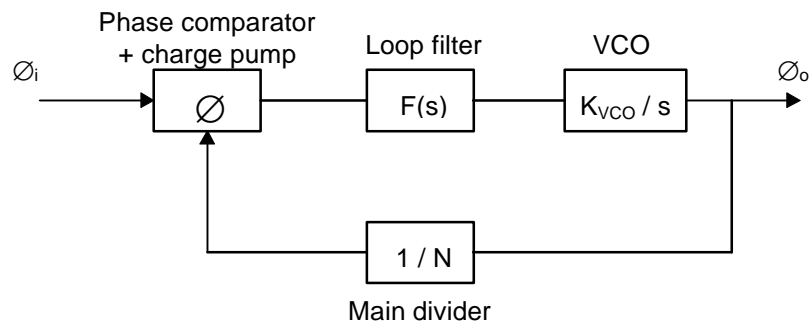 Phase comparator
+ charge pump
Loop filter
VCO
∅i
∅o
∅
F(s)
KVCO / s
1 / N
Main divider